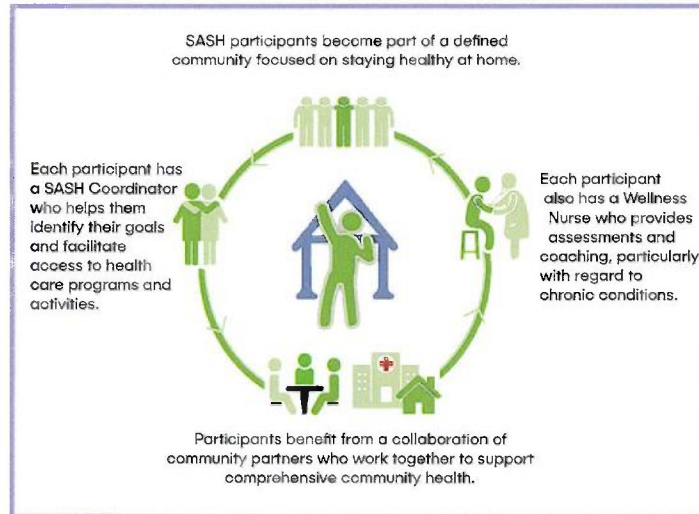 SASH participants become part of a defined
community focused on staying healthy at home.
Each participant has
a SASH Coordinator
who helps them
identify their goals
and facilitate
access to health
care programs and
activities.
Each participant
also has a Wellness
Nurse who provides
assessments and
coaching, particularly
with regard to
chronic conditions.
Participants benefit from a collaboration of
community partners who work together to support
comprehensive community health.